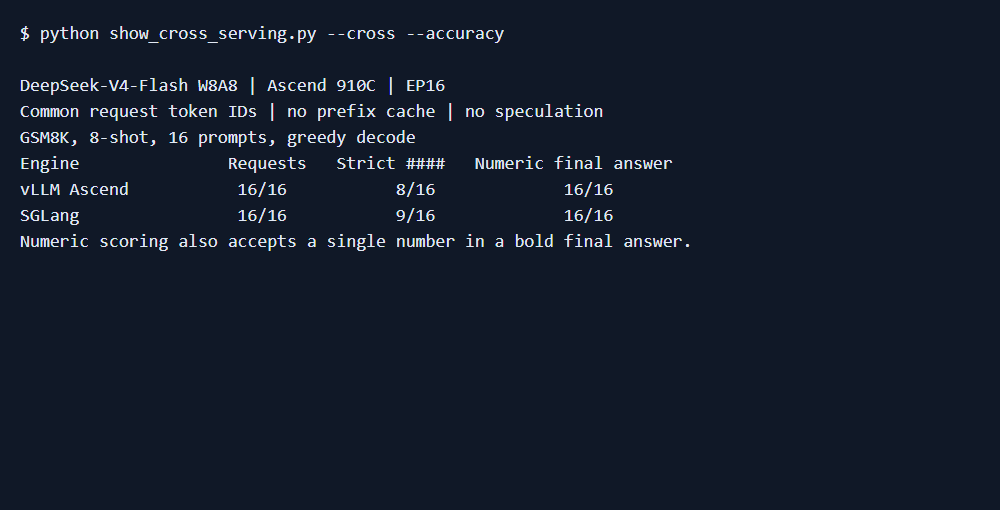 $ python show_cross_serving.py --cross --accuracy
DeepSeek-V4-Flash W8A8 | Ascend 910C | EP16
Common request token IDs | no prefix cache | no speculation
GSM8K, 8-shot, 16 prompts, greedy decode
Engine Requests Strict #### Numeric final answer
vLLM Ascend 16/16 8/16 16/16
SGLang 16/16 9/16 16/16
Numeric scoring also accepts a single number in a bold final answer.